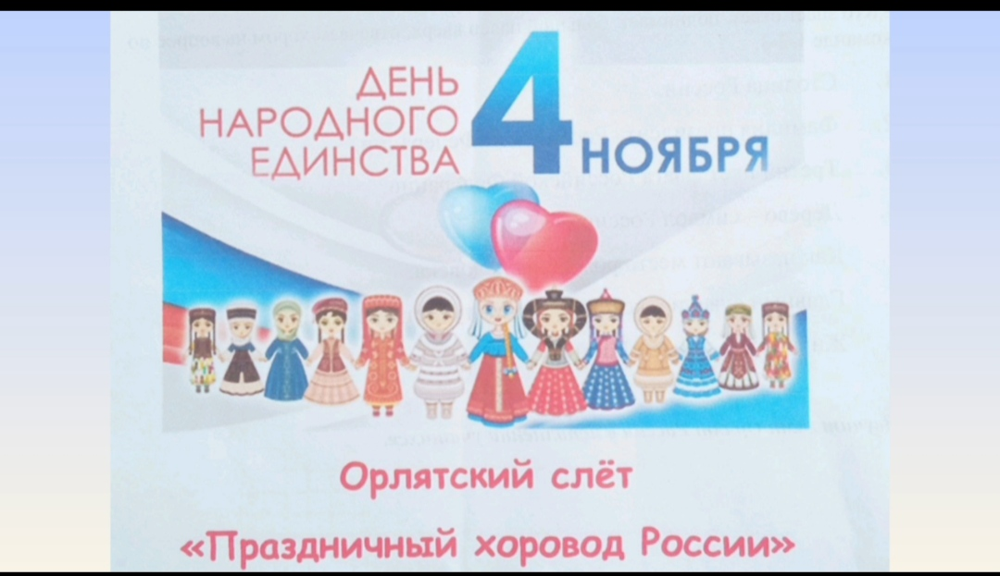 ДЕНЬ
НАРОДНОГО
ЕДИНСТВА
4 НОЯБРЯ
Орлятский слёт
«Праздничный хоровод России»